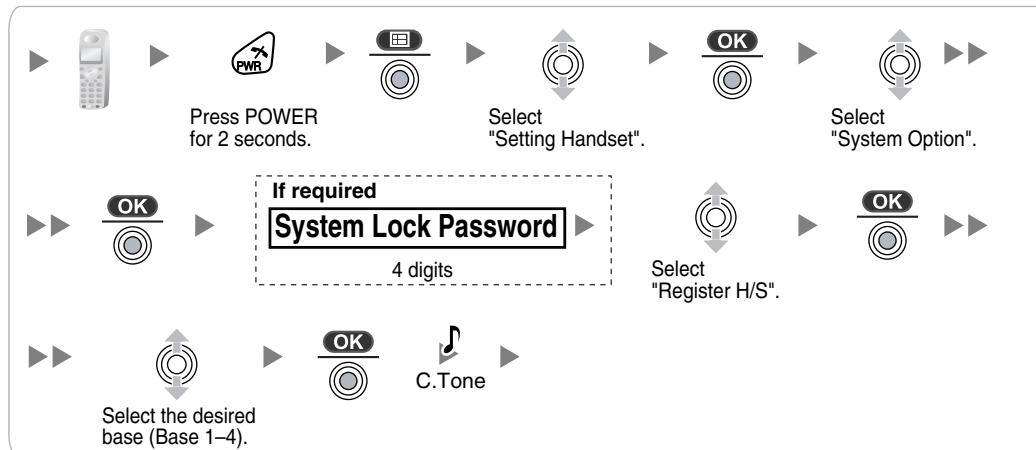 PWR
OK
Press POWER
for 2 seconds.
Select
"Setting Handset".
Select
"System Option".
OK
If required
System Lock Password
4 digits
OK
Select
"Register H/S".
OK
C.Tone
Select the desired
base (Base 1–4).